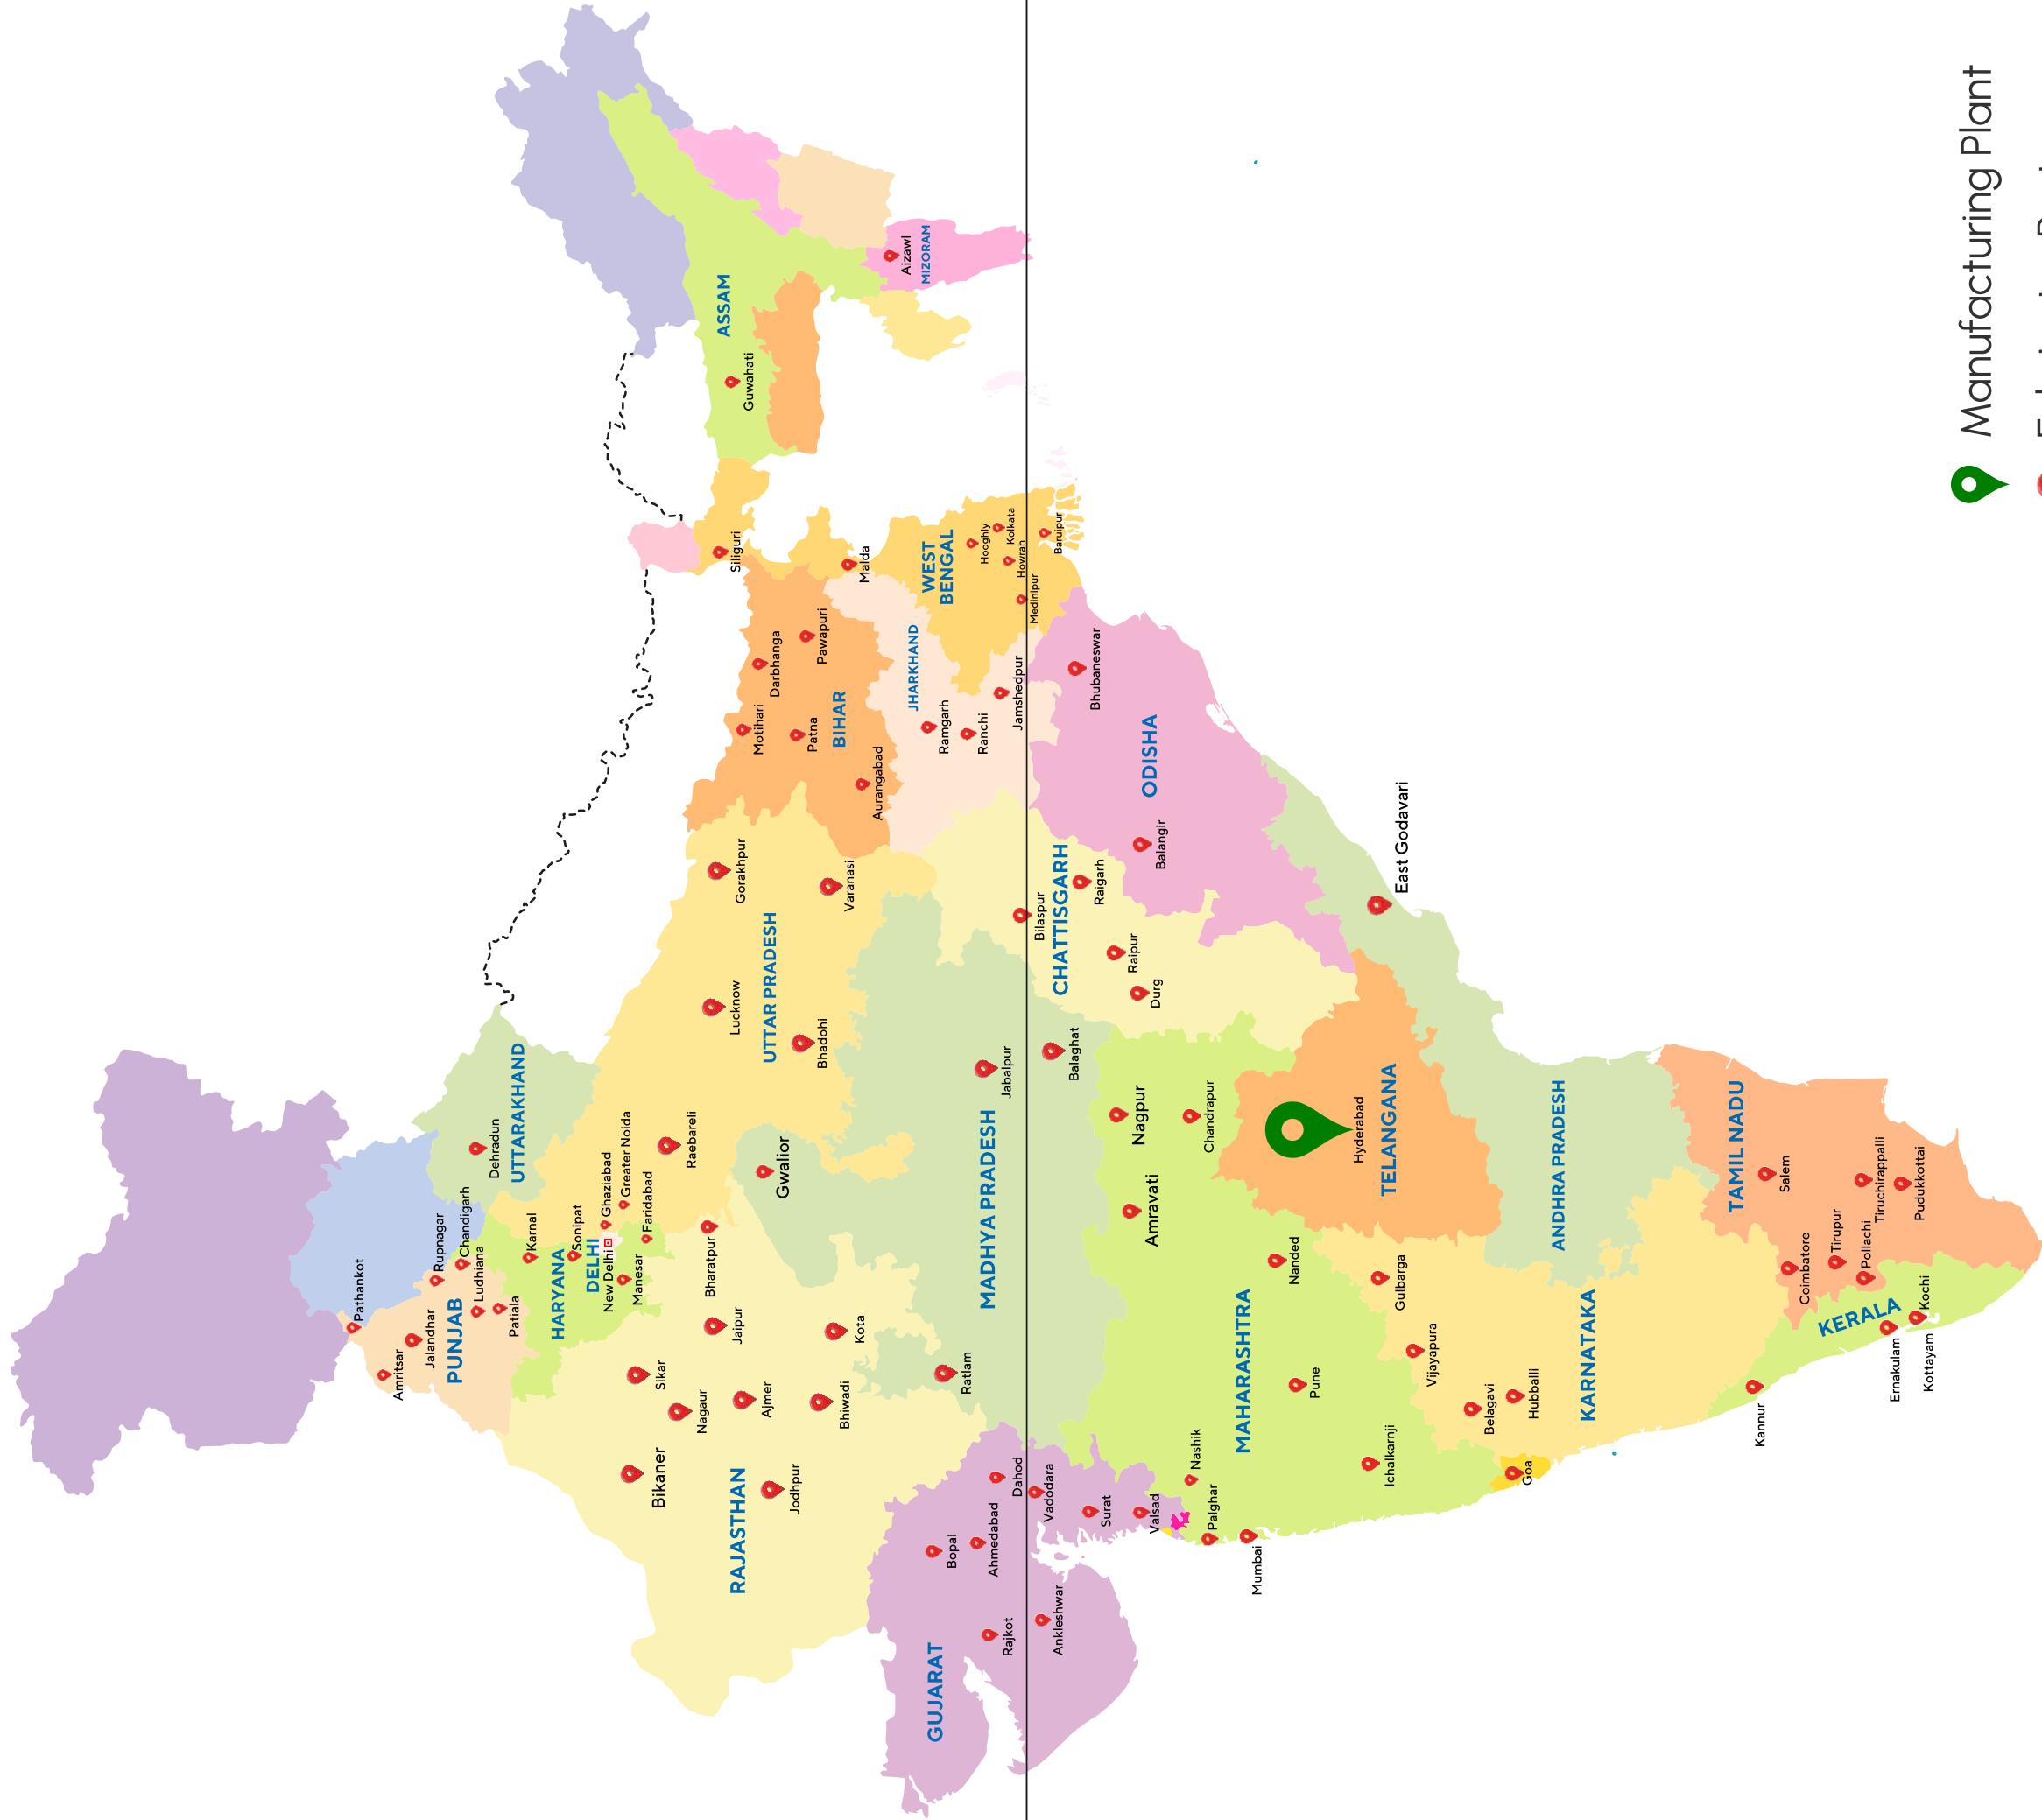 Pathankot
Amritsar
Jalandhar
Rupnagar
Chandigarh
PUNJAB
Ludhiana
Patiala
Dehradun
UTTARAKHAND
Karnal
HARYANA
Sonipat
DELHI
New Delhi
Ghaziabad
Greater Noida
Manesar
Faridabad
Raebareli
Bharatpur
Sikar
Bikaner
Nagaur
Jaipur
Ajmer
Jodhpur
RAJASTHAN
Kota
Bhiwadi
Gwalior
Lucknow
UTTAR PRADESH
Bhadohi
Gorakhpur
Varanasi
Motihari
Darbhanga
Patna
Pawapuri
BIHAR
Aurangabad
Siliguri
Malda
ASSAM
Guwahati
Aizawl
MIZORAM
JHARKHAND
Ramgarh
Ranchi
Jamshedpur
WEST
BENGAL
Hooghly
Kolkata
Howrah
Medinipur
Baruipur
GUJARAT
Bopal
Ahmedabad
Rajkot
Dahod
Vadodara
Ankleshwar
Surat
Valsad
Ratlam
MADHYA PRADESH
Jabalpur
Balaghat
Bilaspur
CHATTISGARH
Raigarh
Raipur
Durg
Bhubaneswar
ODISHA
Balangir
Nagpur
Amravati
Chandrapur
Nashik
Palghar
Mumbai
MAHARASHTRA
Nanded
Pune
Ichalkarnji
Hyderabad
TELANGANA
East Godavari
Gulbarga
Vijayapura
Belagavi
Hubballi
Goa
KARNATAKA
ANDHRA PRADESH
TAMIL NADU
Salem
Coimbatore
Tirupur
Pollachi
Tiruchirappalli
Pudukkottai
Kannur
KERALA
Ernakulam
Kochi
Kottayam
Manufacturing Plant